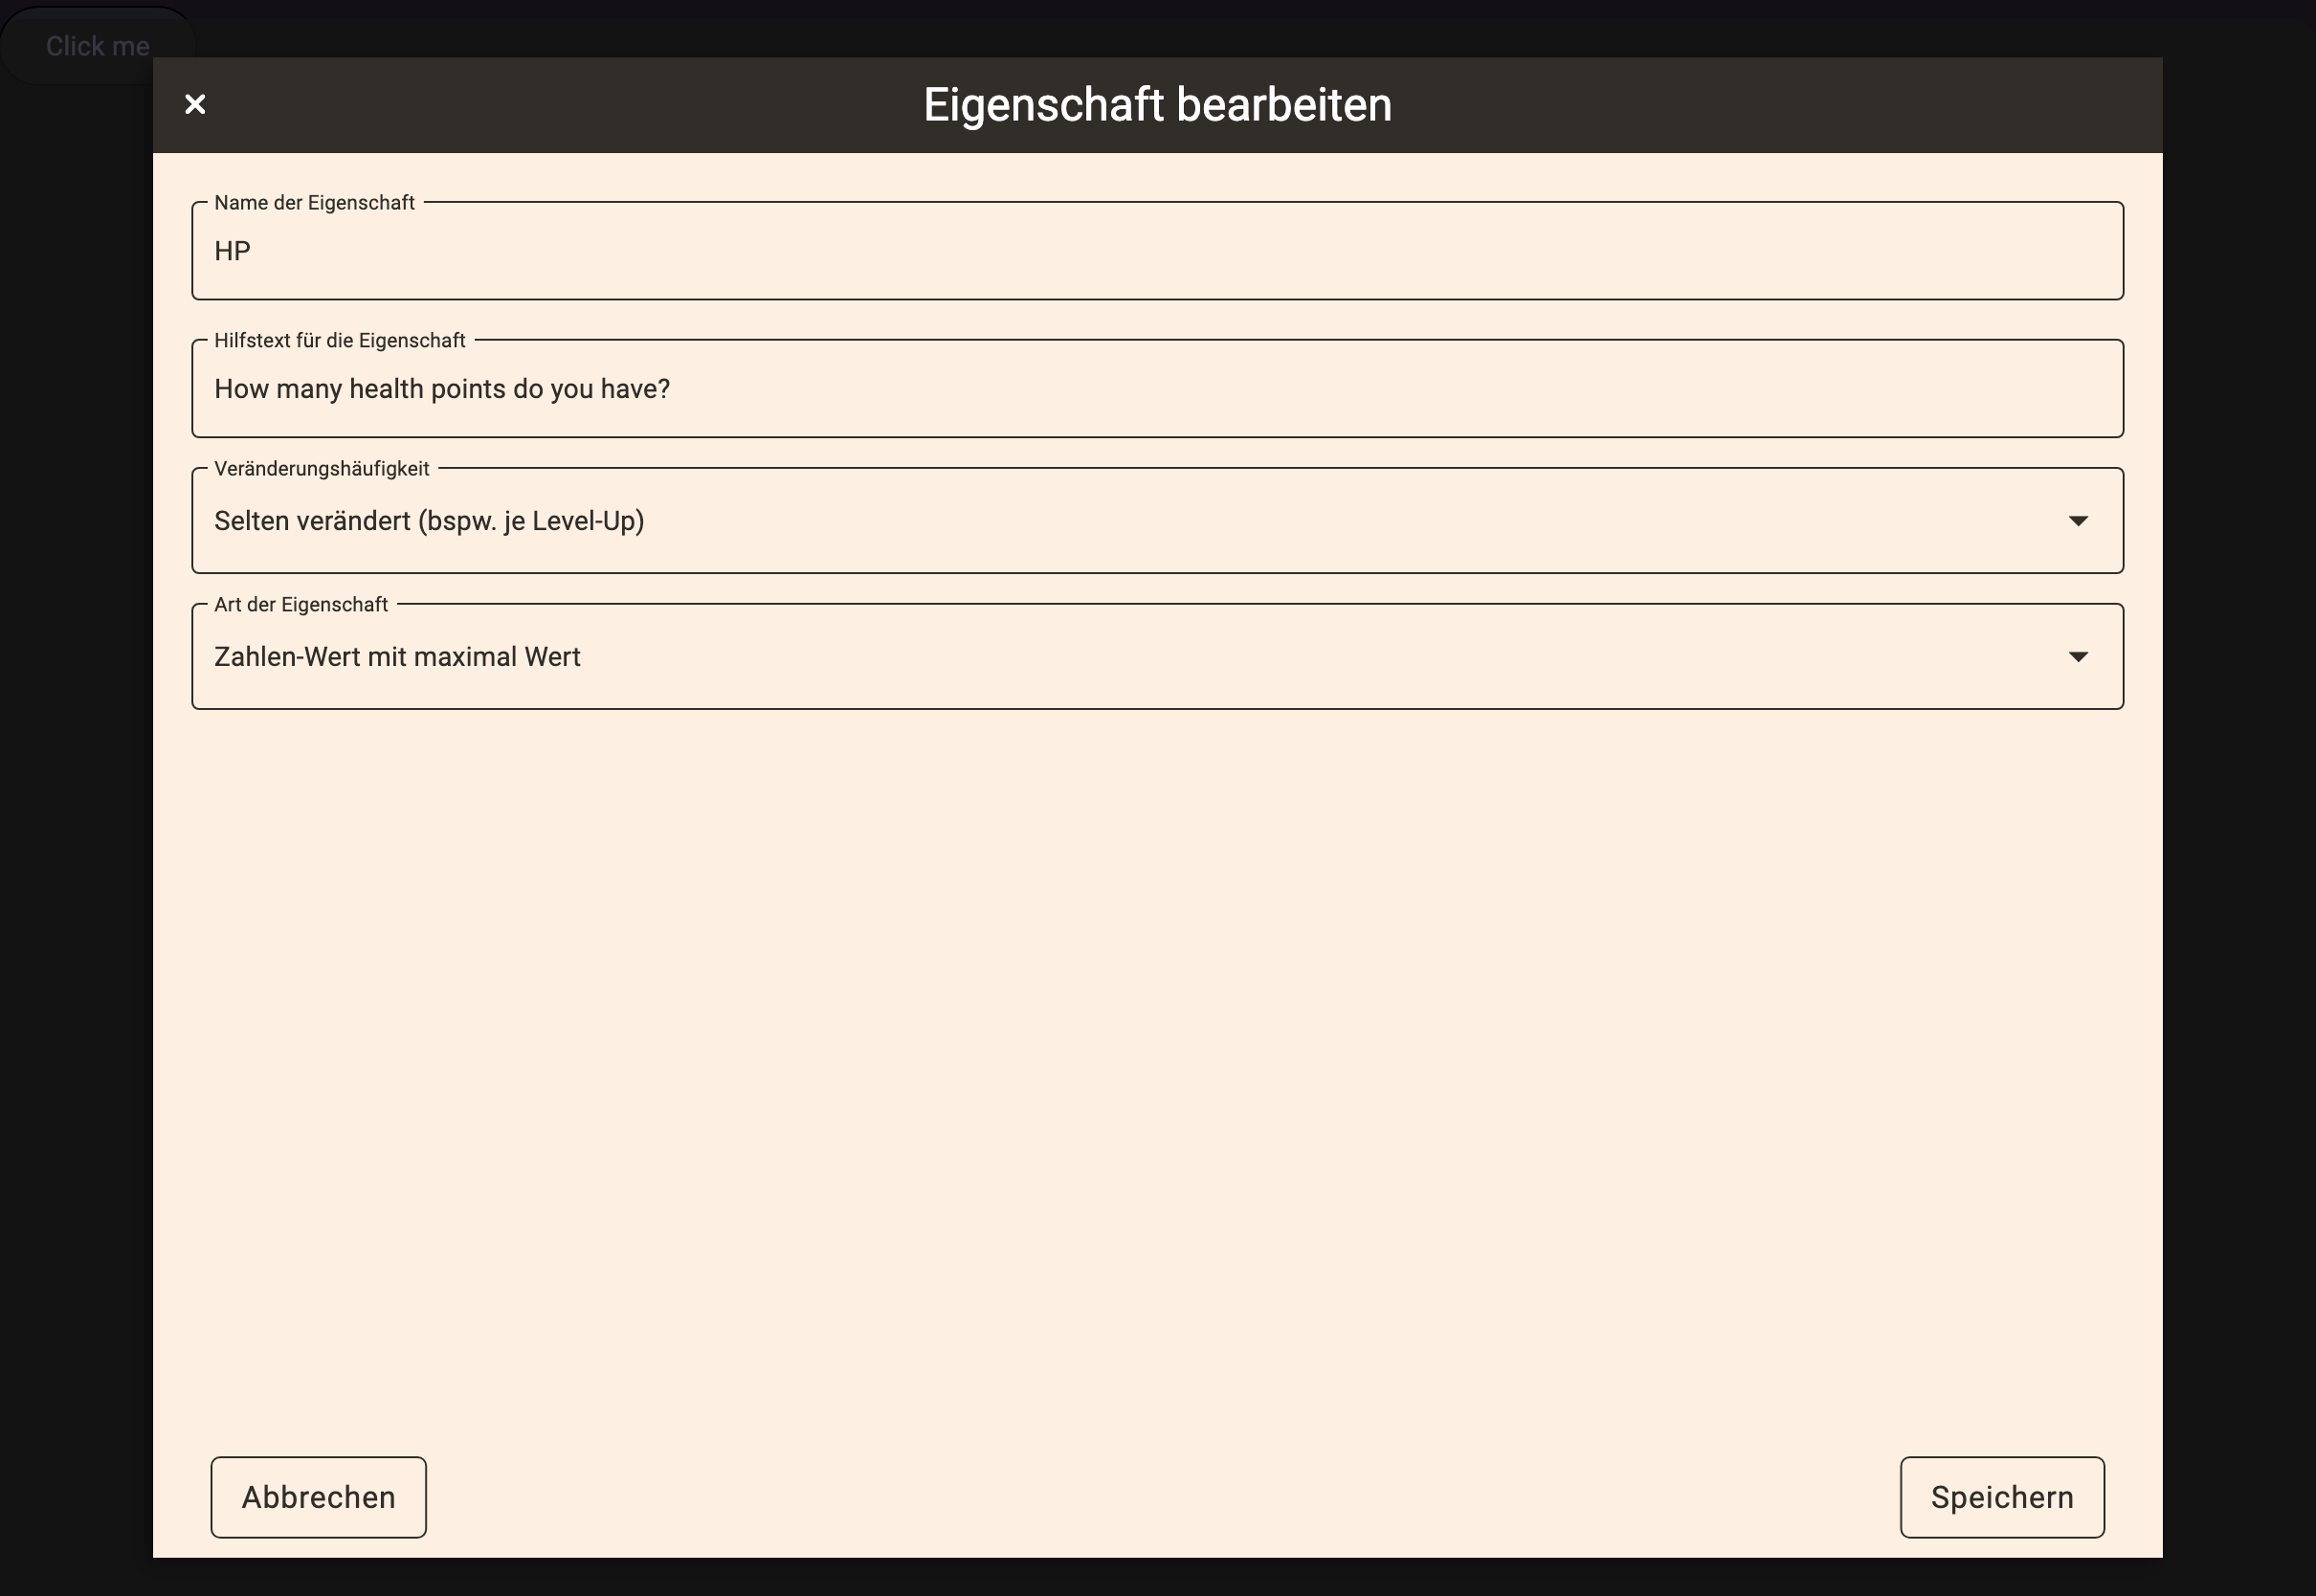 Click me
Eigenschaft bearbeiten
Name der Eigenschaft
HP
Hilfstext für die Eigenschaft
How many health points do you have?
Veränderungshäufigkeit
Selten verändert (bspw. je Level-Up)
Art der Eigenschaft
Zahlen-Wert mit maximal Wert
Abbrechen
Speichern